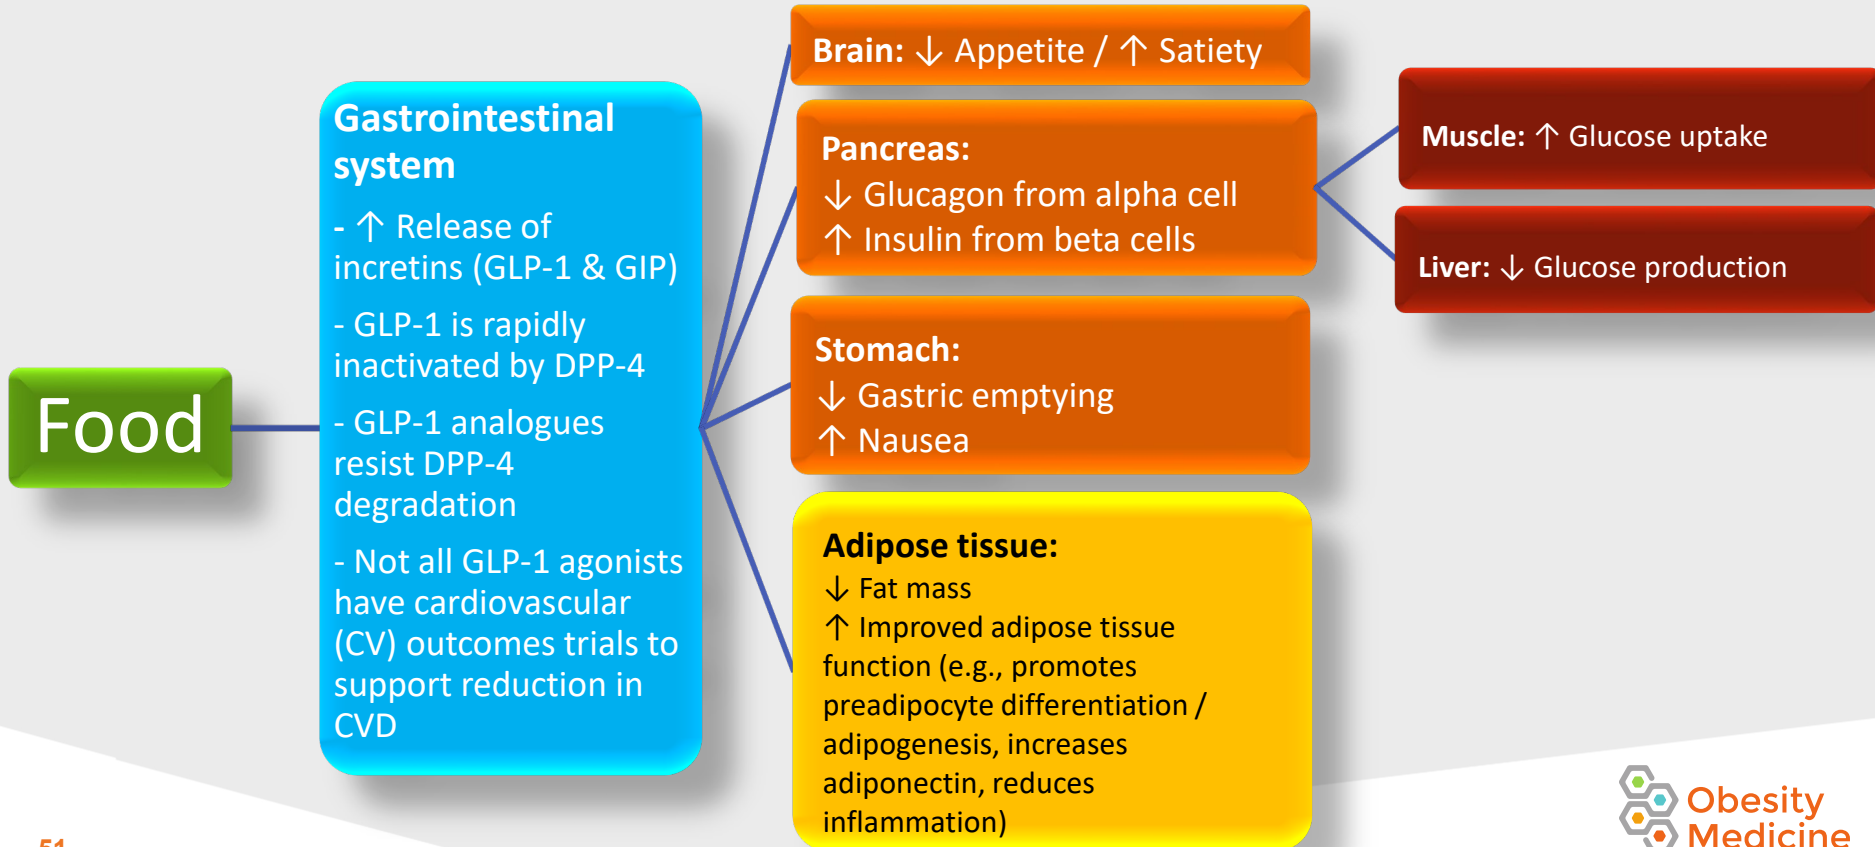 Food
Gastrointestinal
system
- ↑ Release of
incretins (GLP-1 & GIP)
- GLP-1 is rapidly
inactivated by DPP-4
- GLP-1 analogues
resist DPP-4
degradation
- Not all GLP-1 agonists
have cardiovascular
(CV) outcomes trials to
support reduction in
CVD
Brain: ↓ Appetite / ↑ Satiety
Pancreas:
↓ Glucagon from alpha cell
↑ Insulin from beta cells
Stomach:
↓ Gastric emptying
↑ Nausea
Adipose tissue:
↓ Fat mass
↑ Improved adipose tissue
function (e.g., promotes
preadipocyte differentiation /
adipogenesis, increases
adiponectin, reduces
inflammation)
Muscle: ↑ Glucose uptake
Liver: ↓ Glucose production
51
Obesity
Medicine